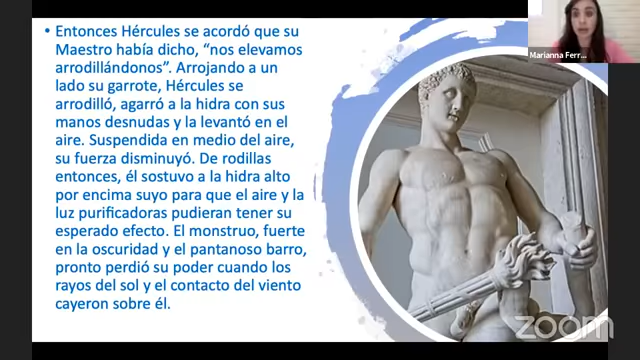 • Entonces Hércules se acordó que su
Maestro había dicho, “nos elevamos
arrodillándonos”. Arrojando a un
lado su garrote, Hércules se
arrodilló, agarró a la hidra con sus
manos desnudas y la levantó en el
aire. Suspendida en medio del aire,
su fuerza disminuyó. De rodillas
entonces, él sostuvo a la hidra alto
por encima suyo para que el aire y la
luz purificadoras pudieran tener su
esperado efecto. El monstruo, fuerte
en la oscuridad y el pantanoso barro,
pronto perdió su poder cuando los
rayos del sol y el contacto del viento
cayeron sobre él.
Marianna Ferr...
zoom